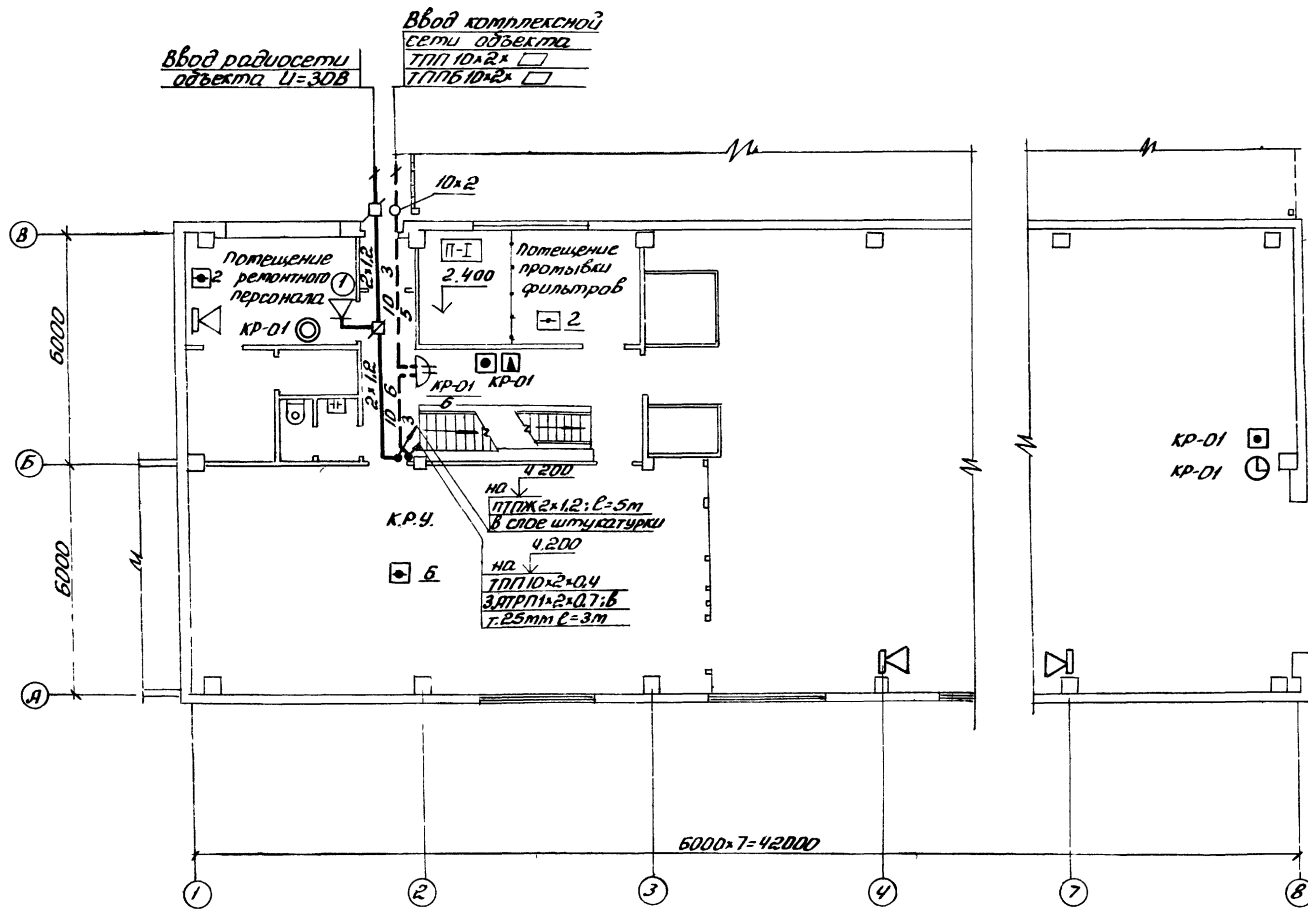 Ввод комплексной
сети объекта
ТПП 10×2×
ТППБ 10×2×
Ввод радиосети
объекта U=30В
10×2
В
Помещение
ремонтного
персонала
2
1
КР-01
2×1,2
3
10
5
П-I
2.400
Помещение
промывки
фильтров
2
6000
2×1,2
6
10
3
КР-01
6
КР-01
КР-01
КР-01
Б
4.200
на
ПТПЖ 2×1,2; ℓ=5м
в слое штукатурки
К.Р.У.
6
4.200
на
ТПП 10×2×0,4
3АТРП1×2×0,7; в
т.25мм ℓ=3м
6000
А
6000×7=42000
1
2
3
4
7
8